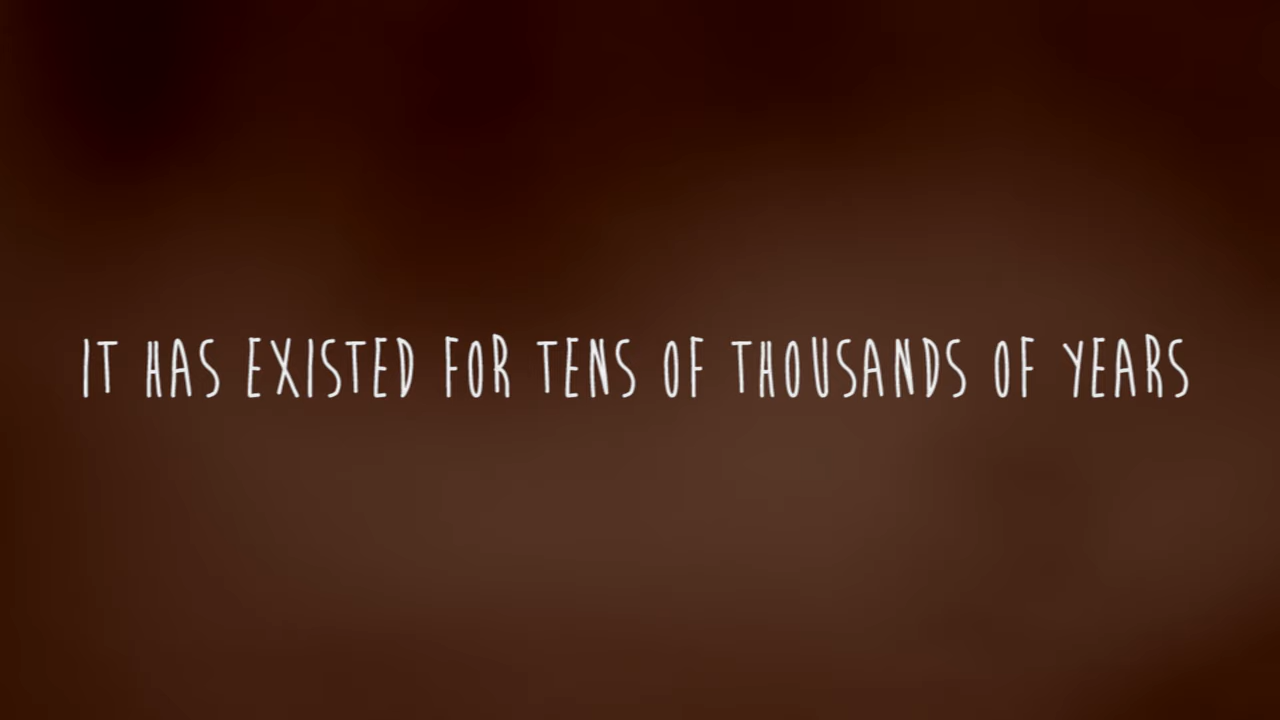 IT HAS EXISTED FOR TENS OF THOUSANDS OF YEARS